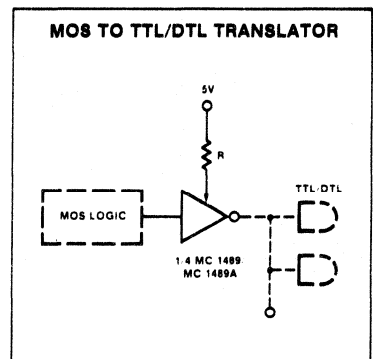 MOS TO TTL/DTL TRANSLATOR
5V
R
TTL/DTL
MOS LOGIC
1/4 MC 1489
MC 1489A